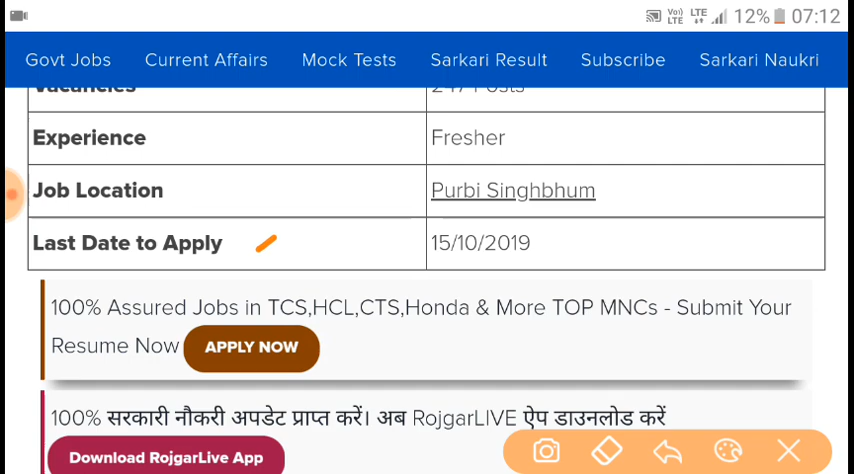 12% 07:12
Govt Jobs Current Affairs Mock Tests Sarkari Result Subscribe Sarkari Naukri
Vacancies 247 Posts
Experience Fresher
Job Location Purbi Singhbhum
Last Date to Apply 15/10/2019
100% Assured Jobs in TCS,HCL,CTS,Honda & More TOP MNCs - Submit Your
Resume Now APPLY NOW
100% सरकारी नौकरी अपडेट प्राप्त करें। अब RojgarLIVE ऐप डाउनलोड करें
Download RojgarLive App